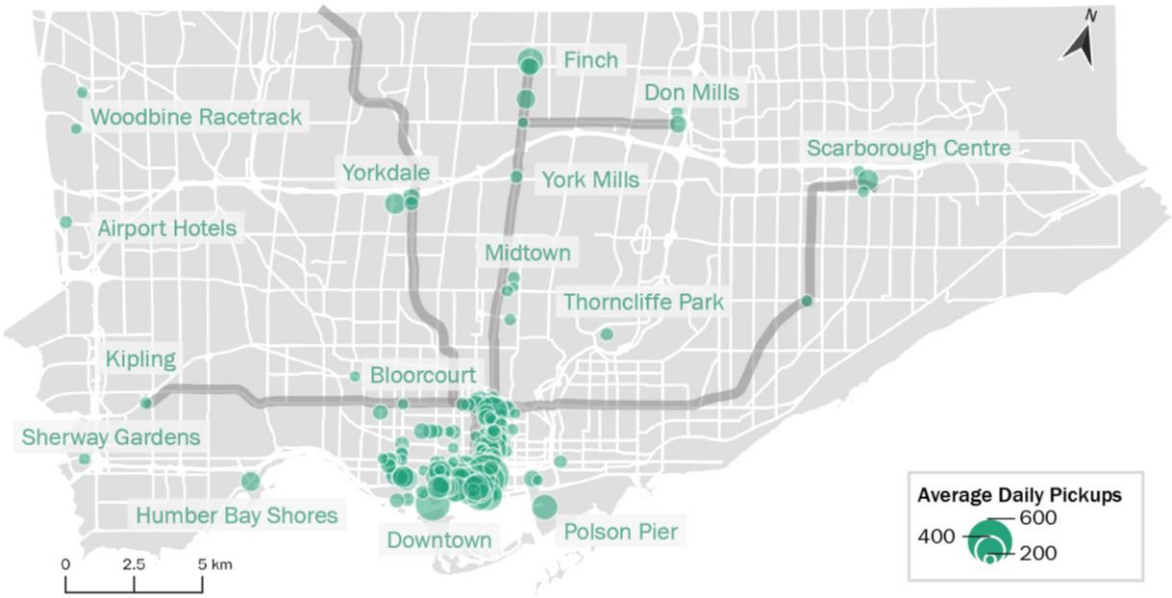 N
Finch
Don Mills
Woodbine Racetrack
Scarborough Centre
Yorkdale
York Mills
Airport Hotels
Midtown
Thorncliffe Park
Kipling
Bloorcourt
Sherway Gardens
Humber Bay Shores
Downtown
Polson Pier
Average Daily Pickups
600
400
200
0 2.5 5 km